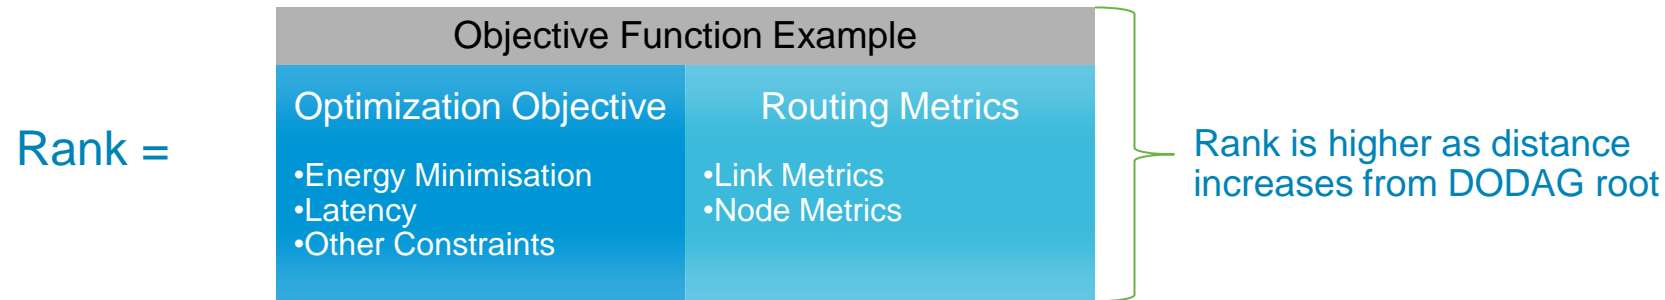 Objective Function Example
Rank =
Optimization Objective
•Energy Minimisation
•Latency
•Other Constraints
Routing Metrics
•Link Metrics
•Node Metrics
Rank is higher as distance
increases from DODAG root